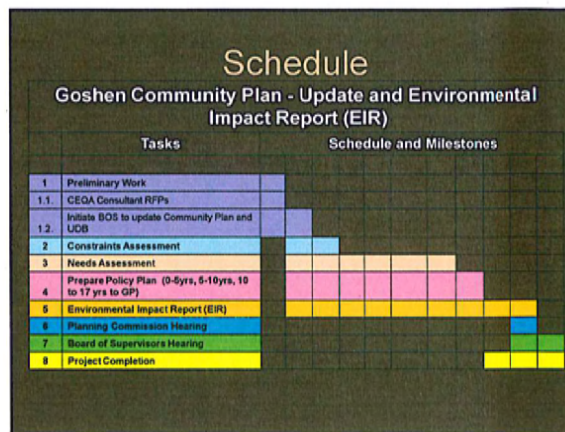 Schedule
Goshen Community Plan - Update and Environmental
Impact Report (EIR)
Tasks Schedule and Milestones
1 Preliminary Work
1.1. CEQA Consultant RFPs
1.2. Initiate BOS to update Community Plan and
UDB
2 Constraints Assessment
3 Needs Assessment
4 Prepare Policy Plan (0-5yrs, 5-10yrs, 10
to 17 yrs to GP)
5 Environmental Impact Report (EIR)
6 Planning Commission Hearing
7 Board of Supervisors Hearing
8 Project Completion